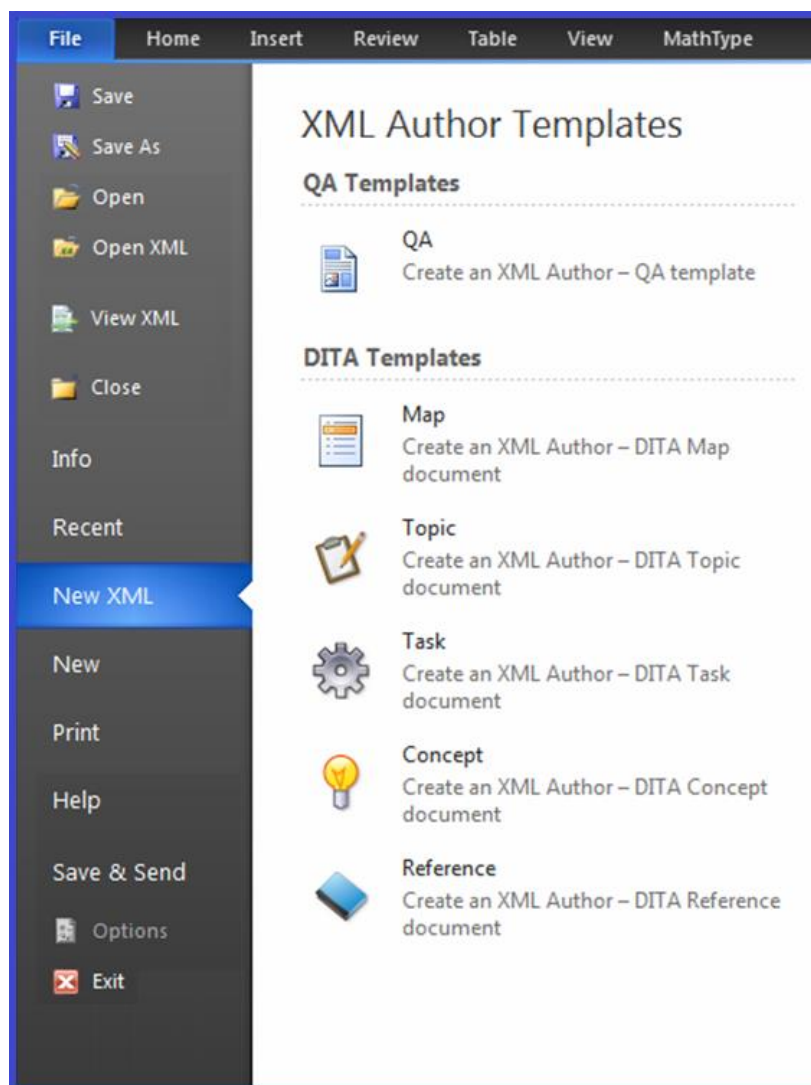 File Home Insert Review Table View MathType
Save
Save As
Open
Open XML
View XML
Close
Info
Recent
New XML
New
Print
Help
Save & Send
Options
Exit
XML Author Templates
QA Templates
QA
Create an XML Author – QA template
DITA Templates
Map
Create an XML Author – DITA Map
document
Topic
Create an XML Author – DITA Topic
document
Task
Create an XML Author – DITA Task
document
Concept
Create an XML Author – DITA Concept
document
Reference
Create an XML Author – DITA Reference
document